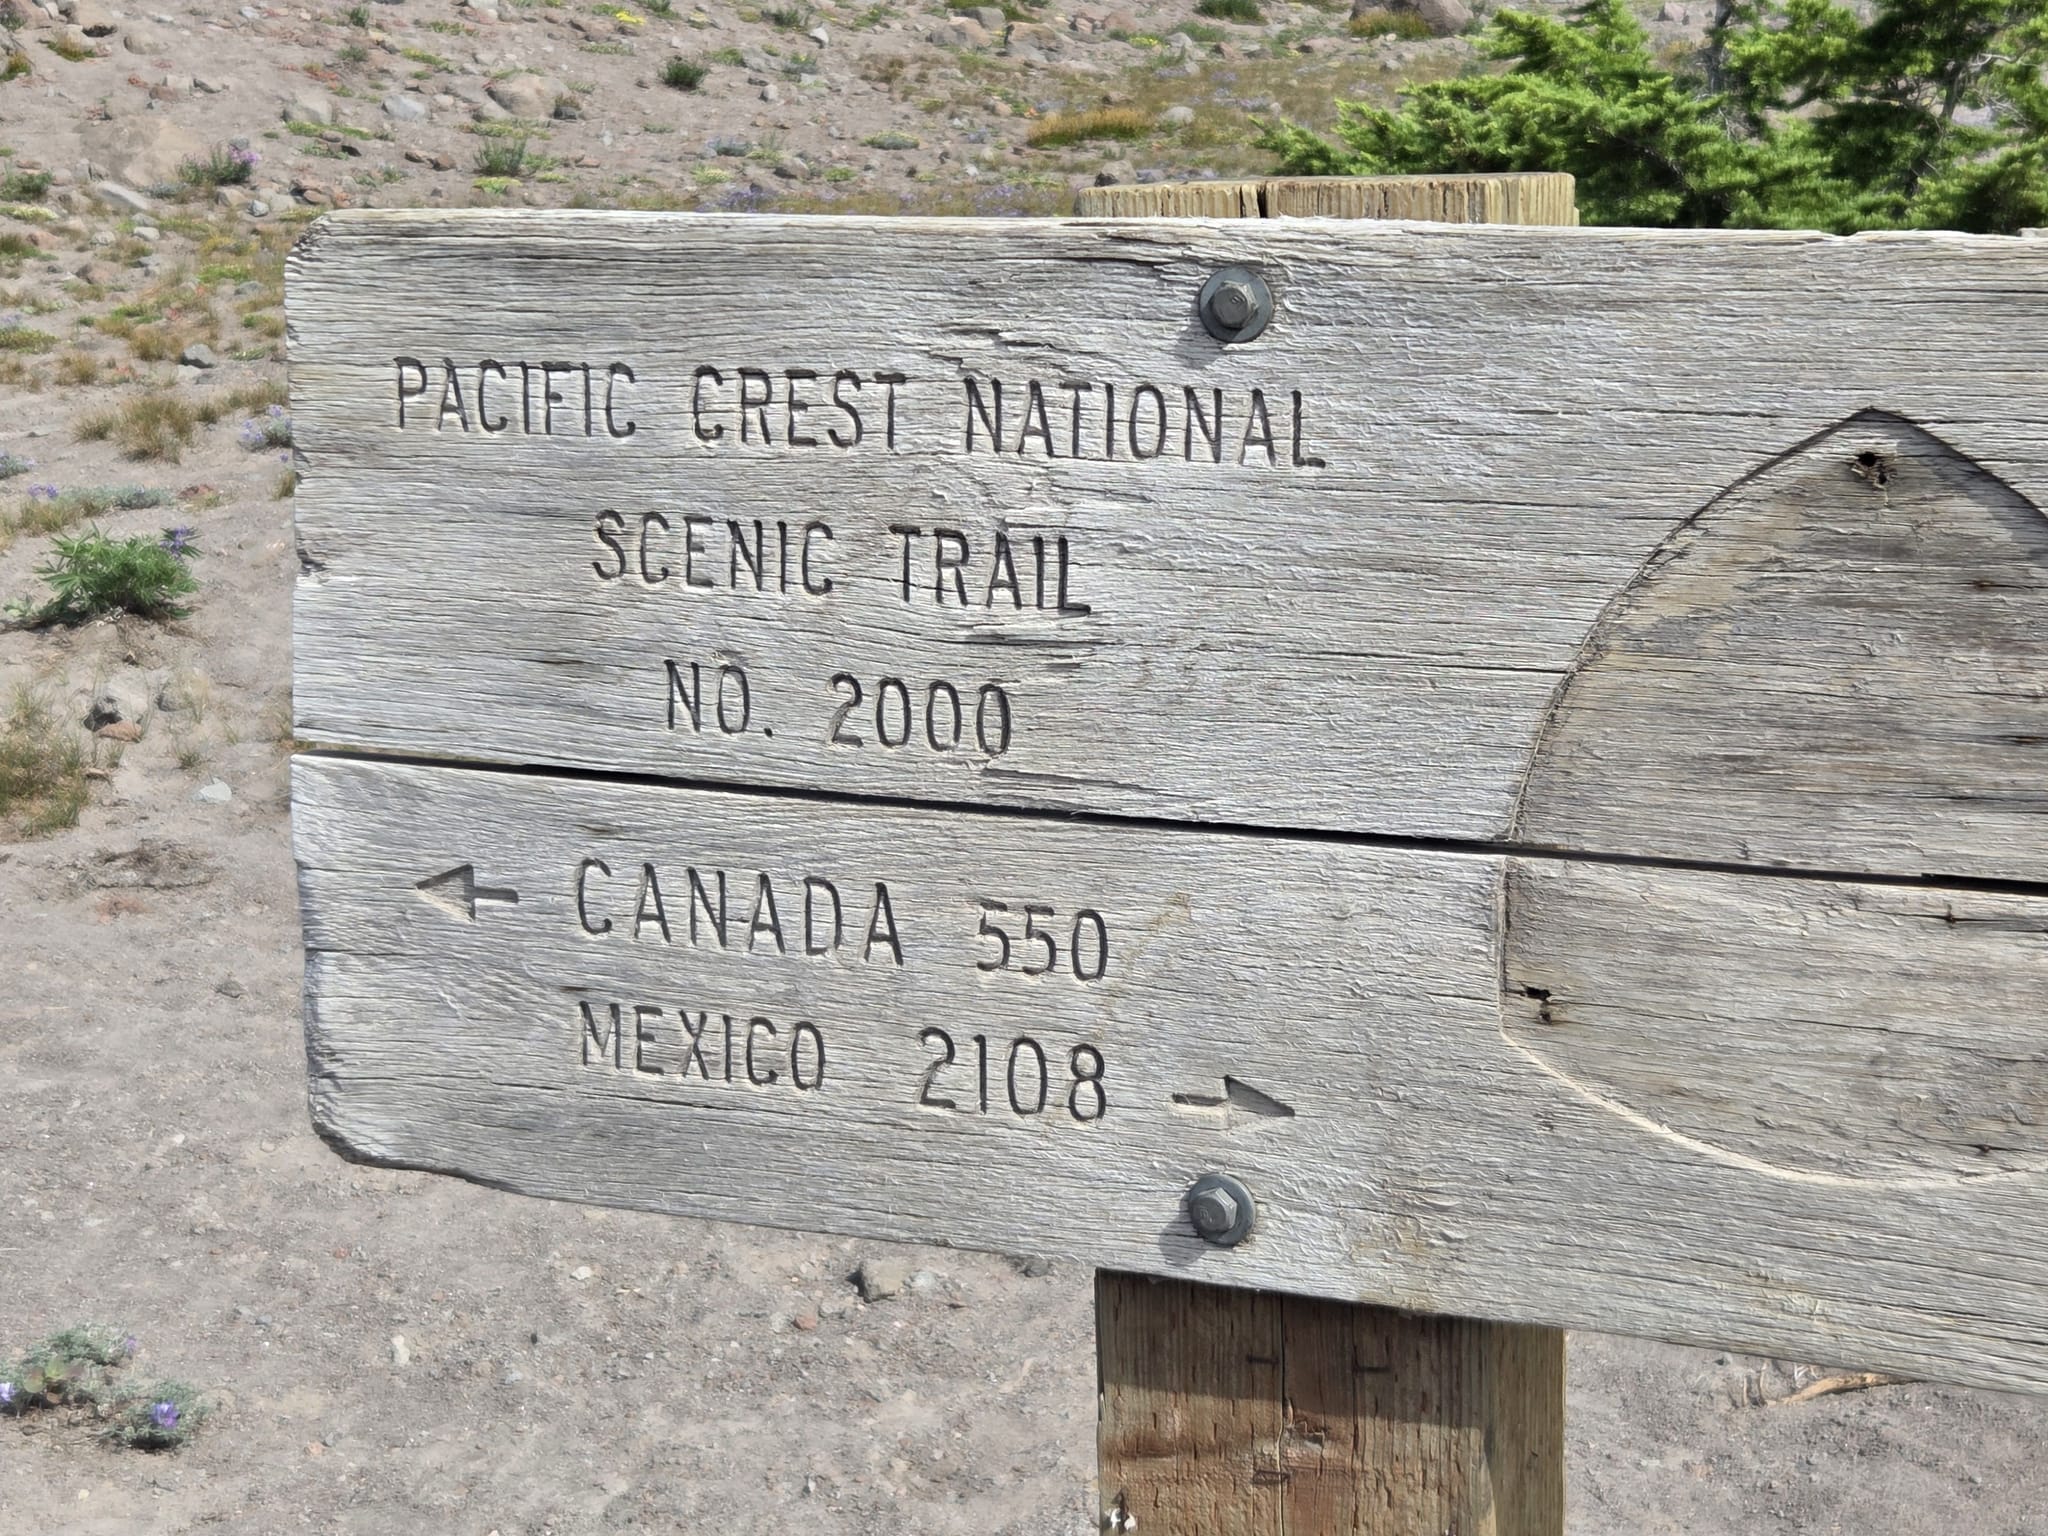 PACIFIC CREST NATIONAL
SCENIC TRAIL
NO. 2000
← CANADA 550
MEXICO 2108 →